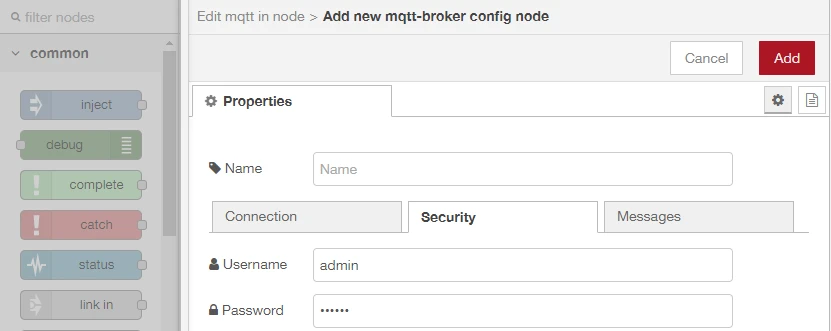 filter nodes
Edit mqtt in node > Add new mqtt-broker config node
common
Cancel
Add
Properties
inject
debug
complete
catch
status
link in
Name
Name
Connection
Security
Messages
Username
admin
Password
••••••